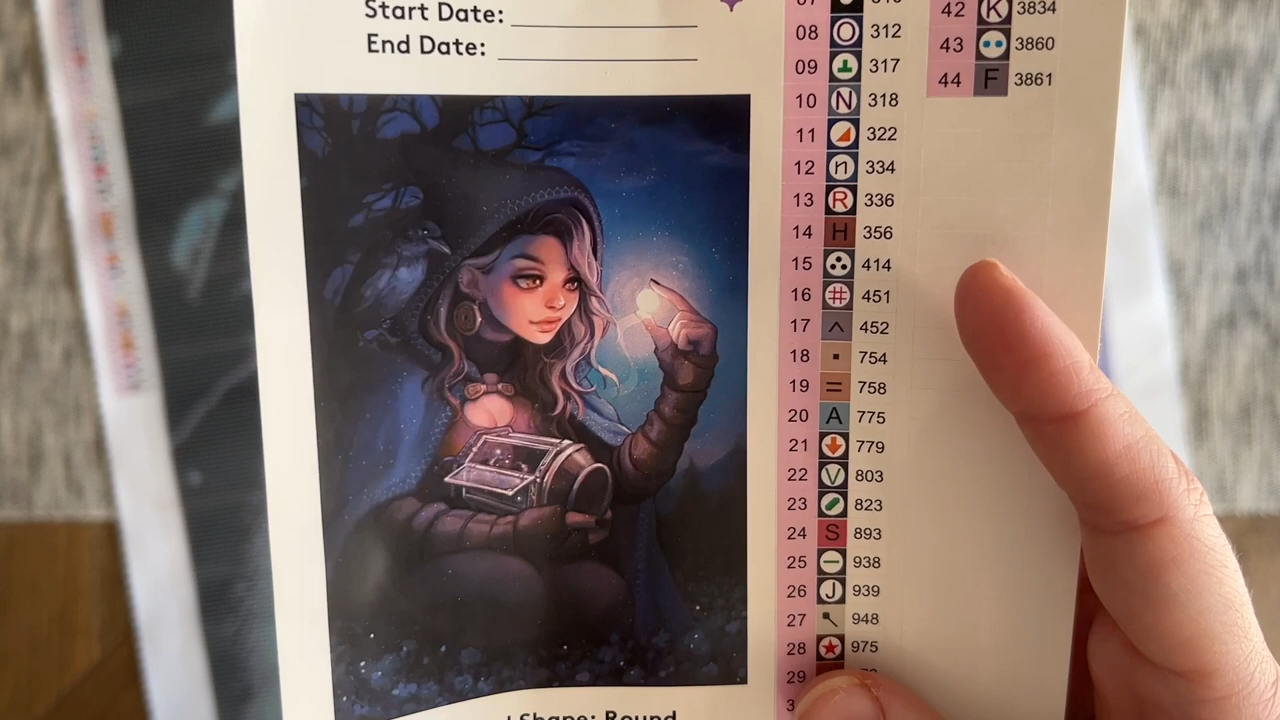 Start Date:
End Date:
08 O 312
09 317
10 N 318
11 322
12 n 334
13 R 336
14 H 356
15 414
16 # 451
17 ^ 452
18 ▪ 754
19 = 758
20 A 775
21 779
22 V 803
23 823
24 S 893
25 — 938
26 J 939
27 948
28 ★ 975
29
42 K 3834
43 3860
44 F 3861
Shape: Round